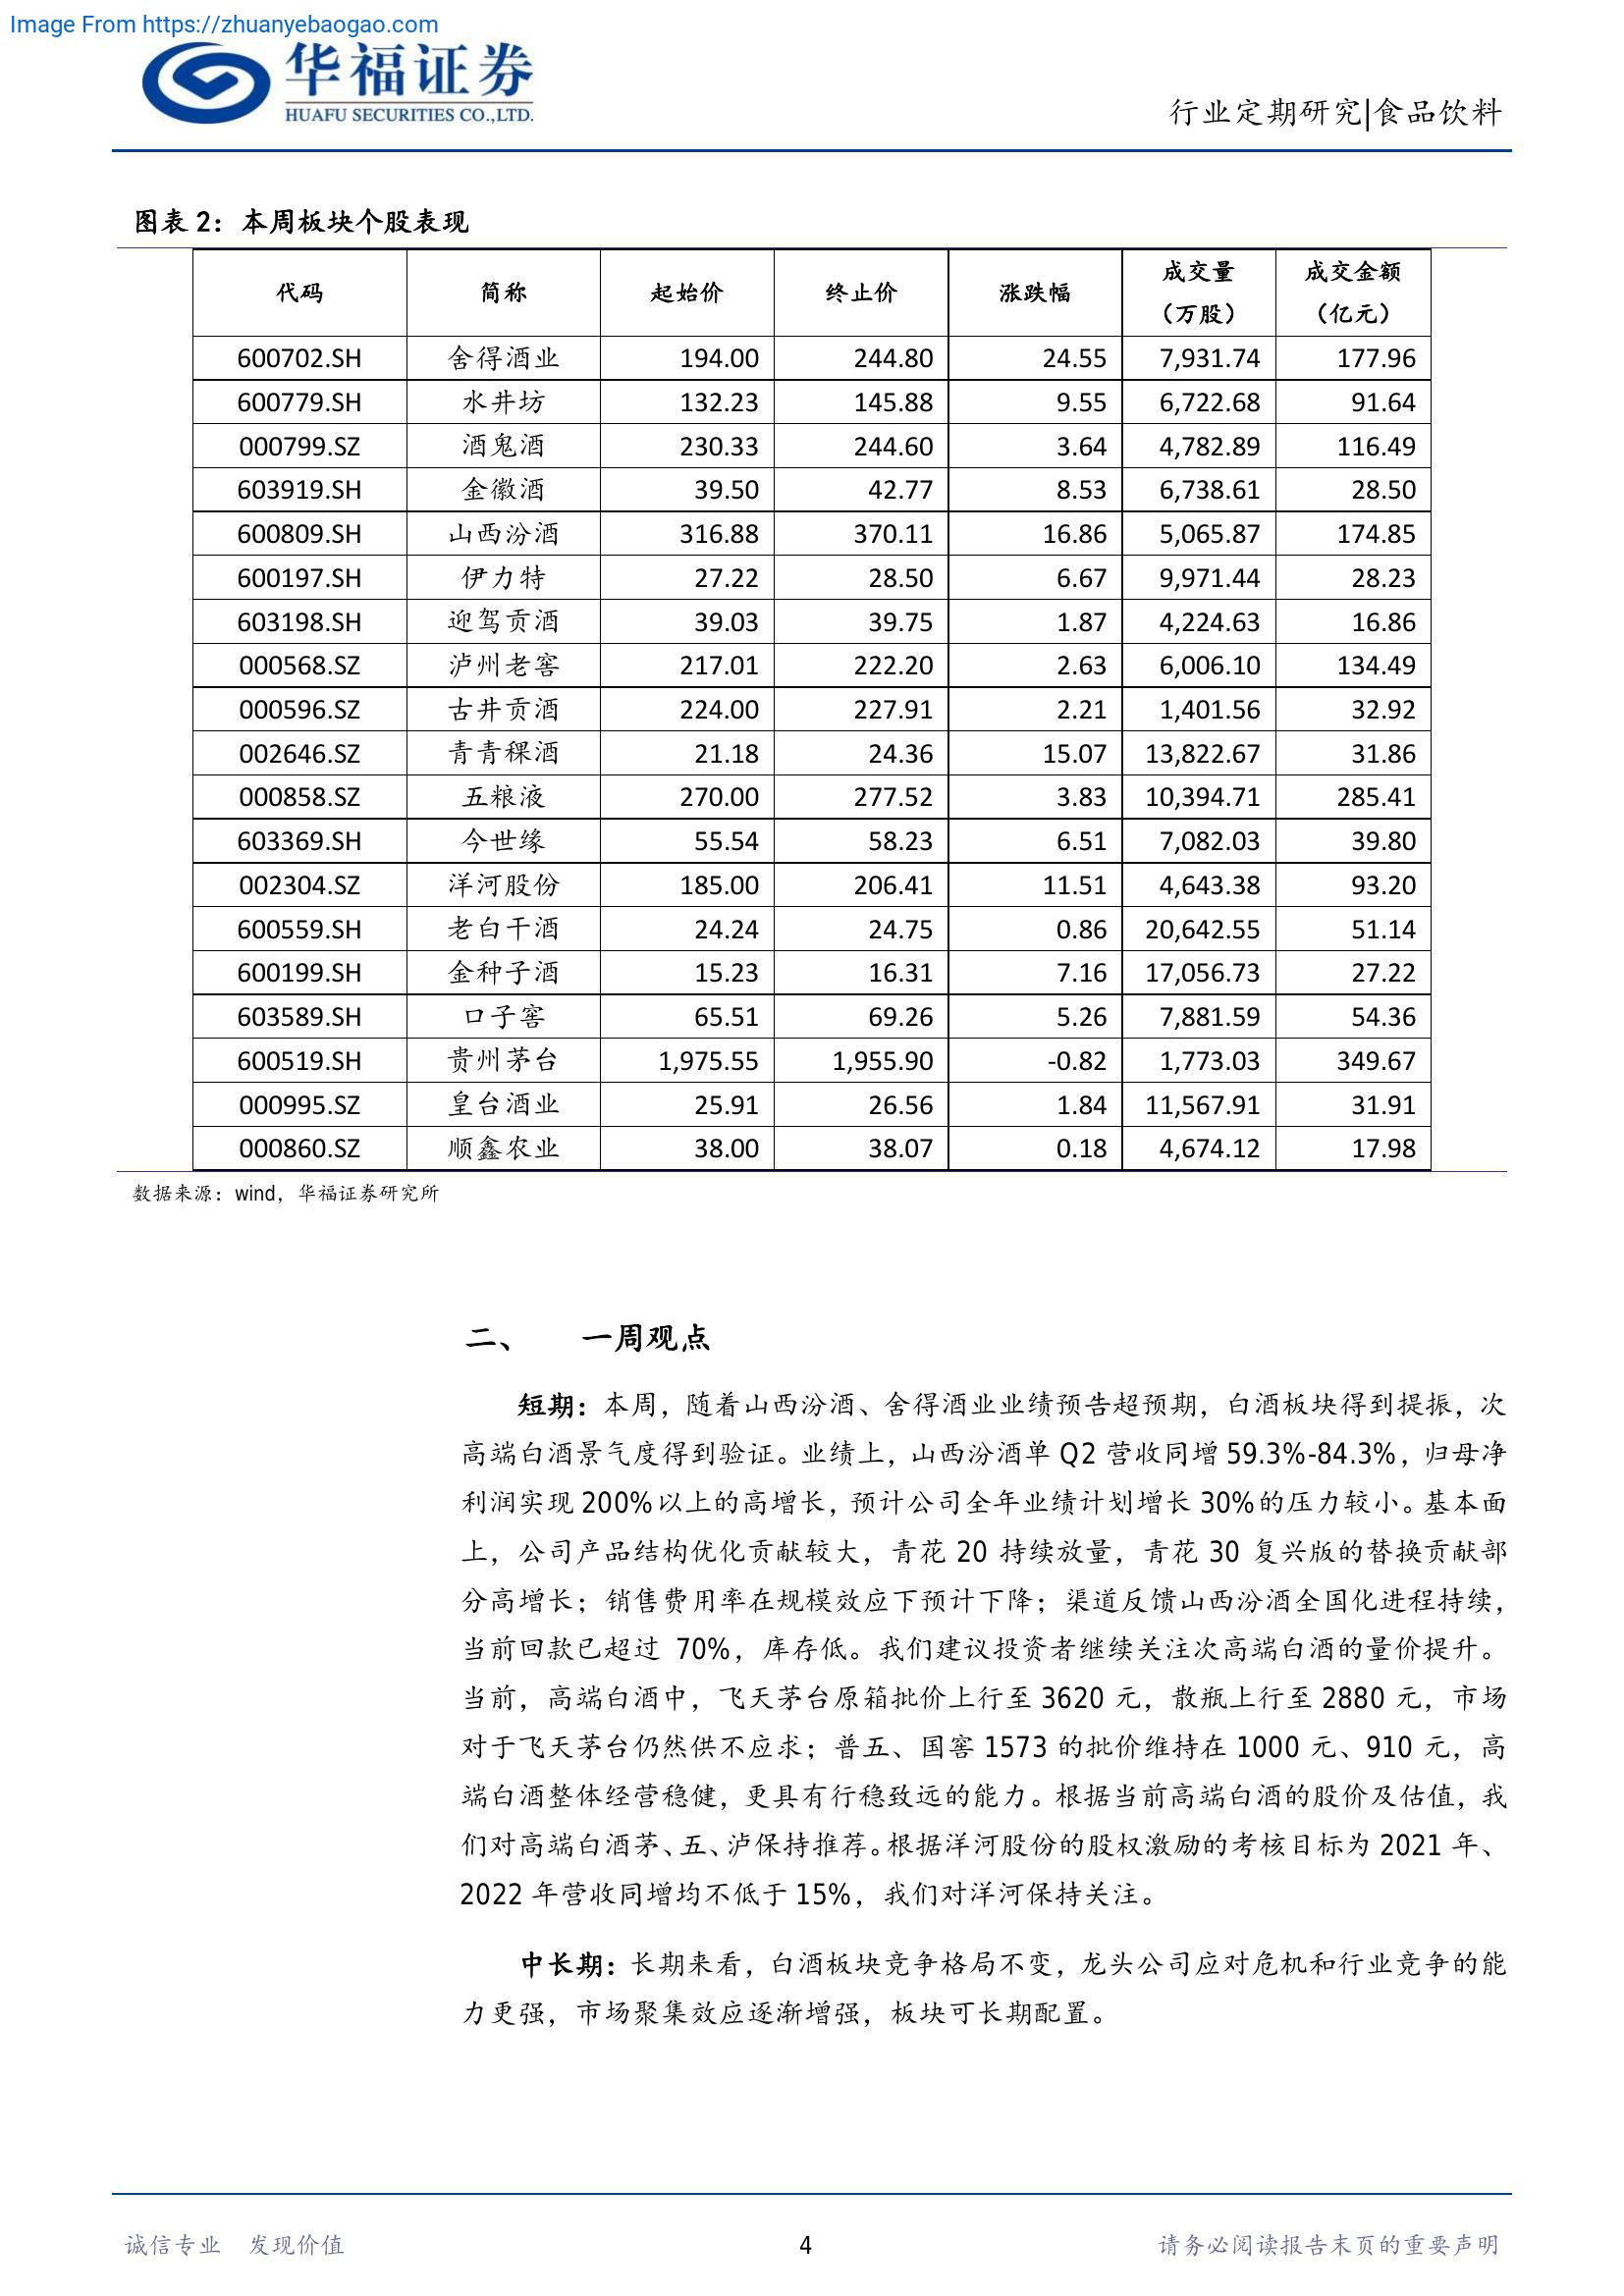 Image From https://zhuanyebaogao.com
华福证券
HUAFU SECURITIES CO.,LTD.
行业定期研究|食品饮料
图表 2：本周板块个股表现
代码 简称 起始价 终止价 涨跌幅 成交量（万股） 成交金额（亿元）
600702.SH 舍得酒业 194.00 244.80 24.55 7,931.74 177.96
600779.SH 水井坊 132.23 145.88 9.55 6,722.68 91.64
000799.SZ 酒鬼酒 230.33 244.60 3.64 4,782.89 116.49
603919.SH 金徽酒 39.50 42.77 8.53 6,738.61 28.50
600809.SH 山西汾酒 316.88 370.11 16.86 5,065.87 174.85
600197.SH 伊力特 27.22 28.50 6.67 9,971.44 28.23
603198.SH 迎驾贡酒 39.03 39.75 1.87 4,224.63 16.86
000568.SZ 泸州老窖 217.01 222.20 2.63 6,006.10 134.49
000596.SZ 古井贡酒 224.00 227.91 2.21 1,401.56 32.92
002646.SZ 青青稞酒 21.18 24.36 15.07 13,822.67 31.86
000858.SZ 五粮液 270.00 277.52 3.83 10,394.71 285.41
603369.SH 今世缘 55.54 58.23 6.51 7,082.03 39.80
002304.SZ 洋河股份 185.00 206.41 11.51 4,643.38 93.20
600559.SH 老白干酒 24.24 24.75 0.86 20,642.55 51.14
600199.SH 金种子酒 15.23 16.31 7.16 17,056.73 27.22
603589.SH 口子窖 65.51 69.26 5.26 7,881.59 54.36
600519.SH 贵州茅台 1,975.55 1,955.90 -0.82 1,773.03 349.67
000995.SZ 皇台酒业 25.91 26.56 1.84 11,567.91 31.91
000860.SZ 顺鑫农业 38.00 38.07 0.18 4,674.12 17.98
数据来源：wind，华福证券研究所
二、 一周观点
短期：本周，随着山西汾酒、舍得酒业业绩预告超预期，白酒板块得到提振，次
高端白酒景气度得到验证。业绩上，山西汾酒单 Q2 营收同增 59.3%-84.3%，归母净
利润实现 200%以上的高增长，预计公司全年业绩计划增长 30%的压力较小。基本面
上，公司产品结构优化贡献较大，青花 20 持续放量，青花 30 复兴版的替换贡献部
分高增长；销售费用率在规模效应下预计下降；渠道反馈山西汾酒全国化进程持续，
当前回款已超过 70%，库存低。我们建议投资者继续关注次高端白酒的量价提升。
当前，高端白酒中，飞天茅台原箱批价上行至 3620 元，散瓶上行至 2880 元，市场
对于飞天茅台仍然供不应求；普五、国窖 1573 的批价维持在 1000 元、910 元，高
端白酒整体经营稳健，更具有行稳致远的能力。根据当前高端白酒的股价及估值，我
们对高端白酒茅、五、泸保持推荐。根据洋河股份的股权激励的考核目标为 2021 年、
2022 年营收同增均不低于 15%，我们对洋河保持关注。
中长期：长期来看，白酒板块竞争格局不变，龙头公司应对危机和行业竞争的能
力更强，市场聚集效应逐渐增强，板块可长期配置。
诚信专业 发现价值 4 请务必阅读报告末页的重要声明